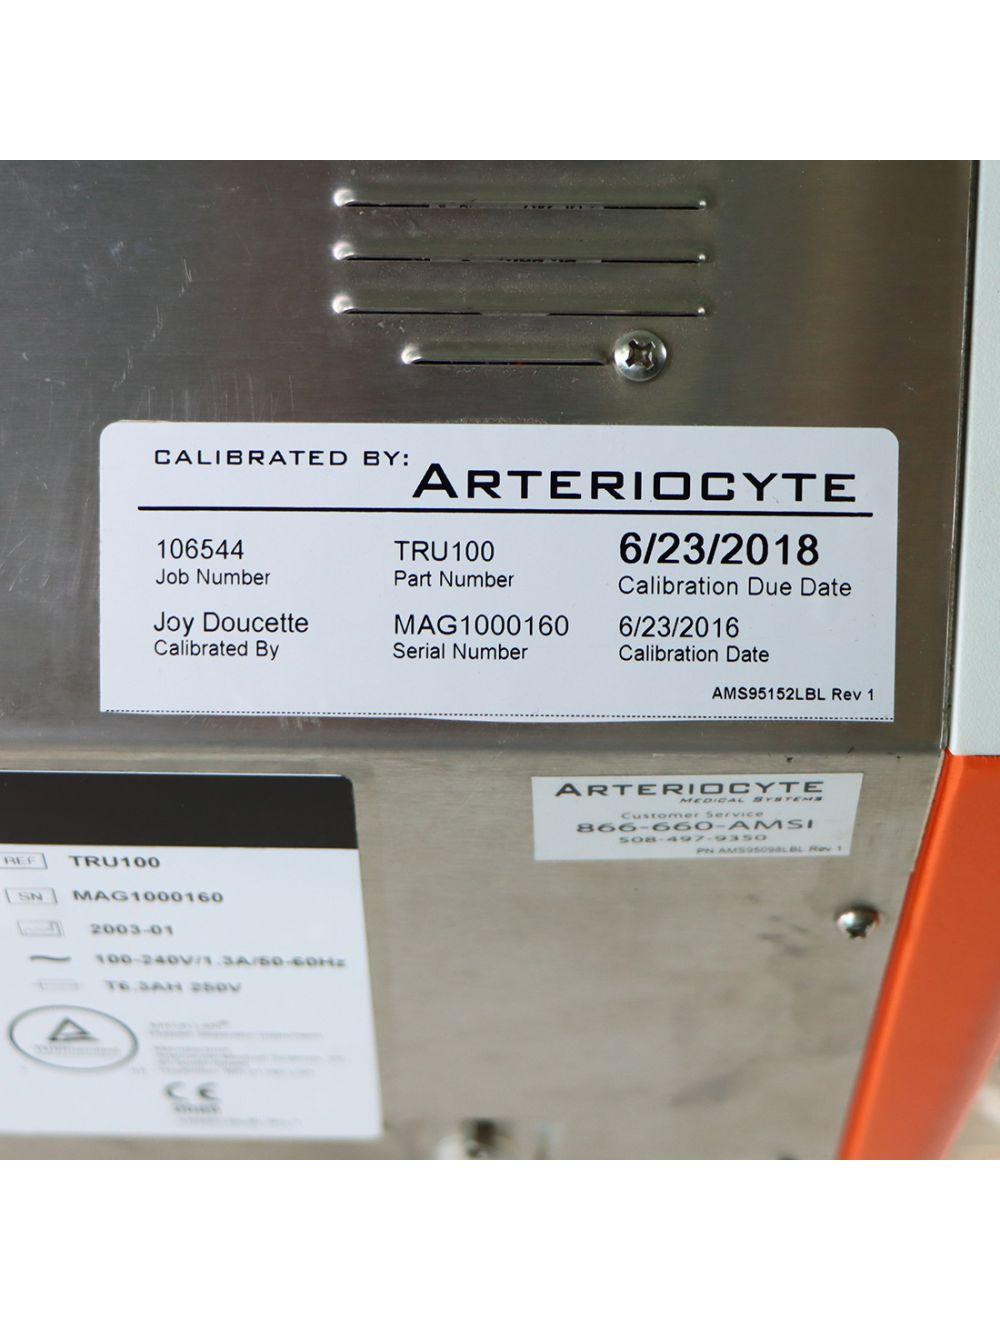 CALIBRATED BY: ARTERIOCYTE
106544 TRU100 6/23/2018
Job Number Part Number Calibration Due Date
Joy Doucette MAG1000160 6/23/2016
Calibrated By Serial Number Calibration Date
AMS95152LBL Rev 1
ARTERIOCYTE
MEDICAL SYSTEMS
Customer Service
866-660-AMSI
508-497-9350
PN AMS95098LBL Rev 1
REF TRU100
SN MAG1000160
2003-01
100-240V/1.3A/50-60Hz
T6.3AH 250V
CE